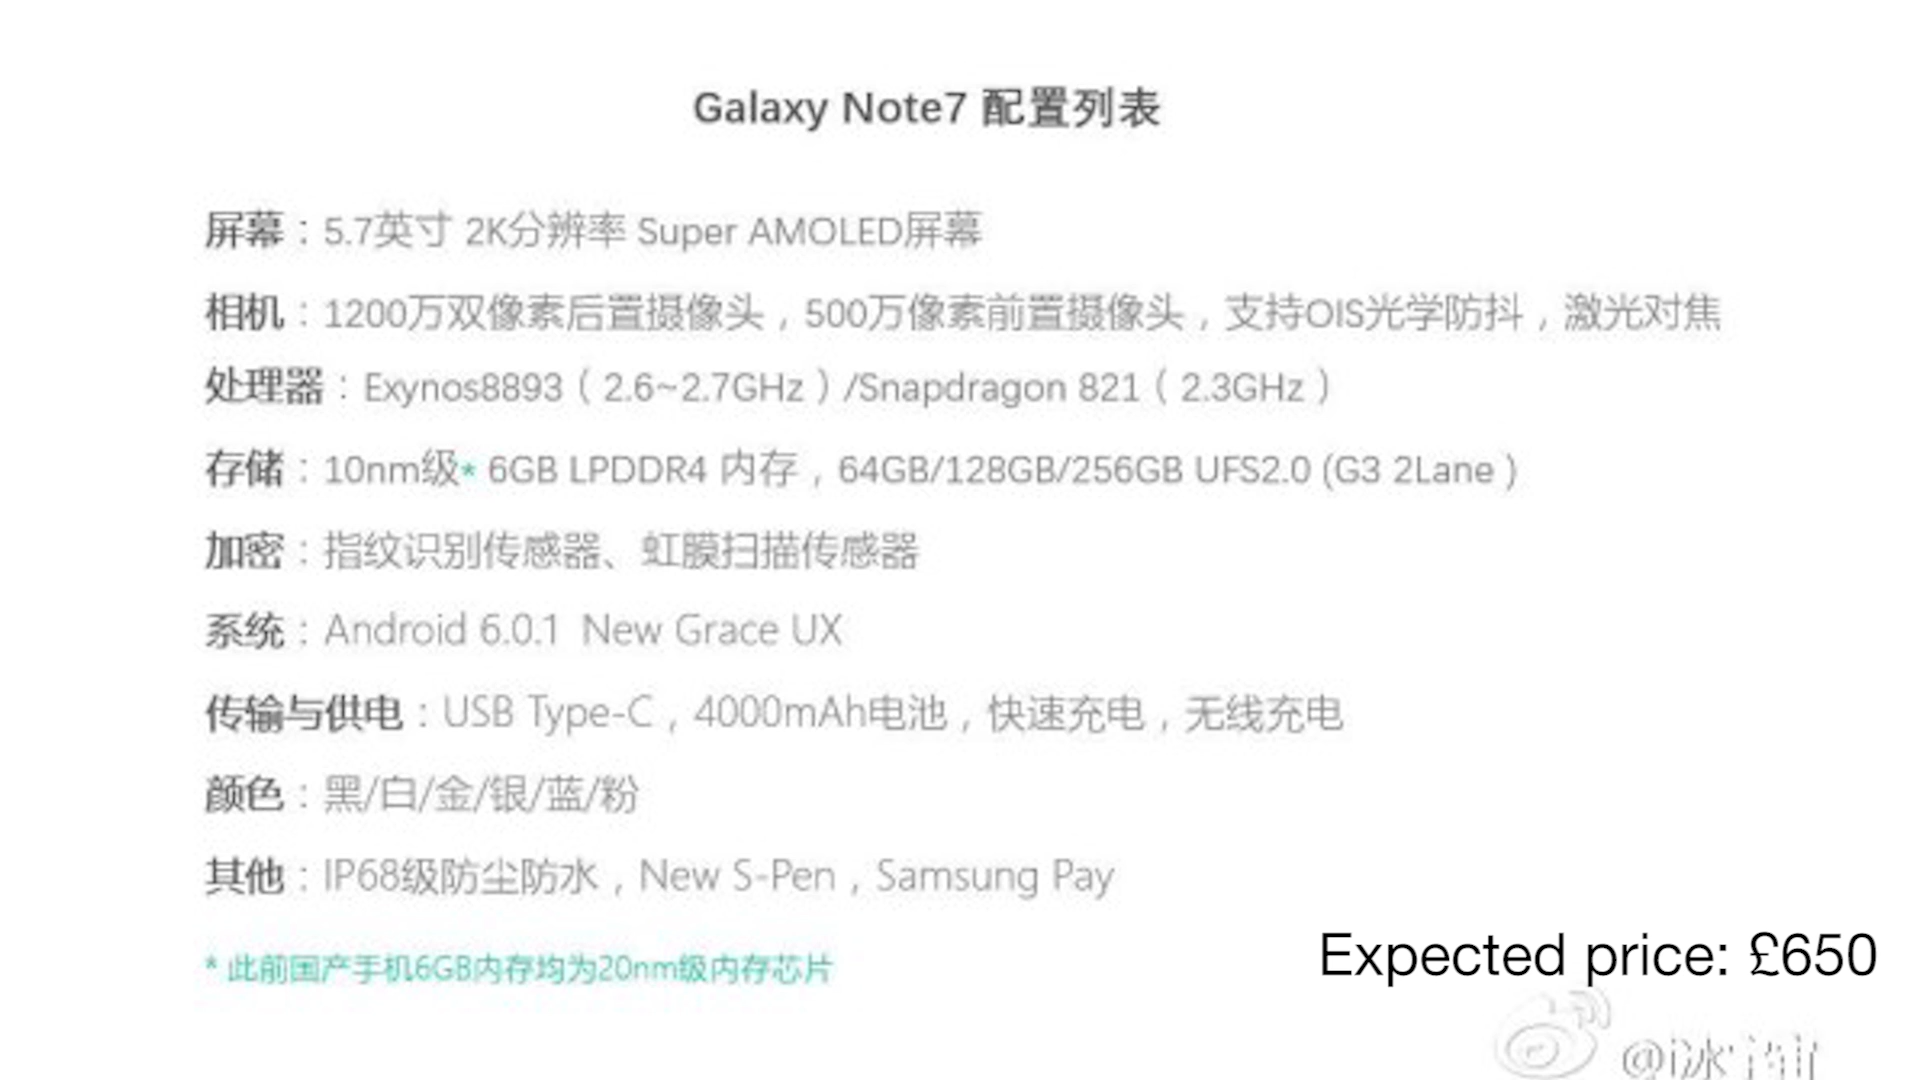 Galaxy Note7 配置列表
屏幕：5.7英寸 2K分辨率 Super AMOLED屏幕
相机：1200万双像素后置摄像头，500万像素前置摄像头，支持OIS光学防抖，激光对焦
处理器：Exynos8893（2.6~2.7GHz）/Snapdragon 821（2.3GHz）
存储：10nm级* 6GB LPDDR4 内存，64GB/128GB/256GB UFS2.0 (G3 2Lane )
加密：指纹识别传感器、虹膜扫描传感器
系统：Android 6.0.1 New Grace UX
传输与供电：USB Type-C，4000mAh电池，快速充电，无线充电
颜色：黑/白/金/银/蓝/粉
其他：IP68级防尘防水，New S-Pen，Samsung Pay
* 此前国产手机6GB内存均为20nm级内存芯片
Expected price: £650